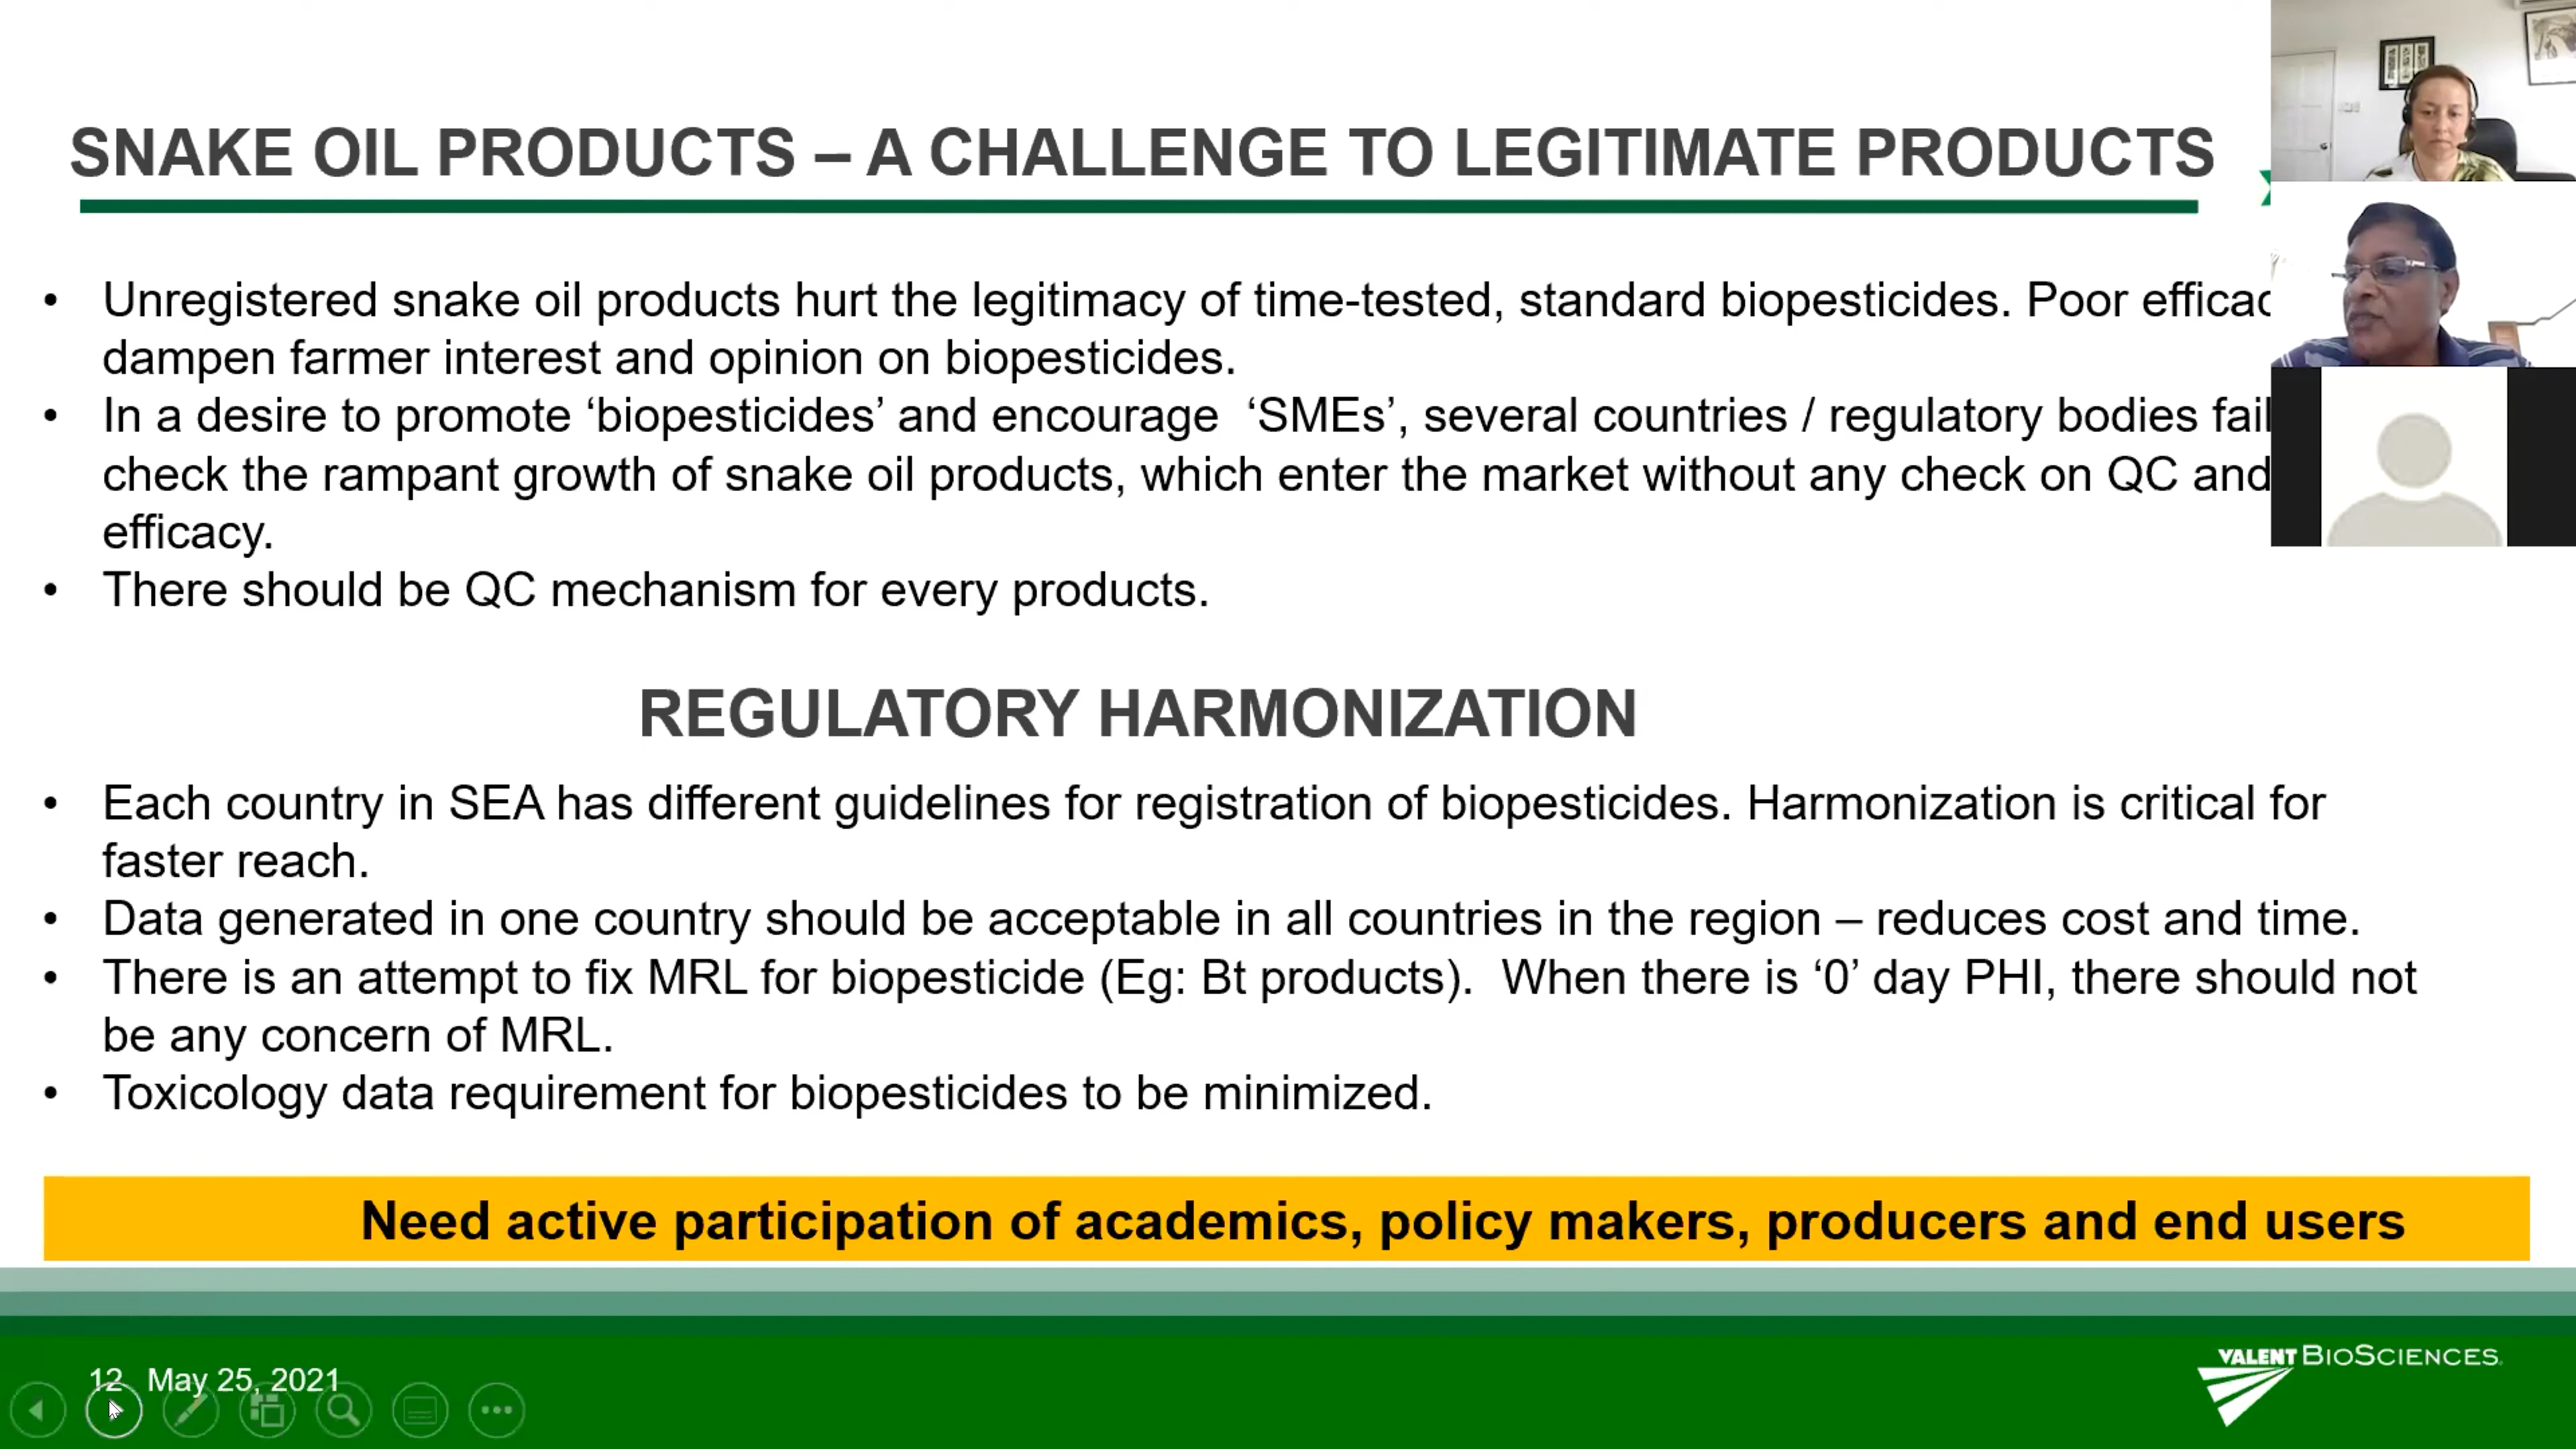 SNAKE OIL PRODUCTS – A CHALLENGE TO LEGITIMATE PRODUCTS
• Unregistered snake oil products hurt the legitimacy of time-tested, standard biopesticides. Poor
dampen farmer interest and opinion on biopesticides.
• In a desire to promote ‘biopesticides’ and encourage  ‘SMEs’, several countries / regulatory bodies fail
check the rampant growth of snake oil products, which enter the market without any check on QC and
efficacy.
• There should be QC mechanism for every products.
REGULATORY HARMONIZATION
• Each country in SEA has different guidelines for registration of biopesticides. Harmonization is critical for
faster reach.
• Data generated in one country should be acceptable in all countries in the region – reduces cost and time.
• There is an attempt to fix MRL for biopesticide (Eg: Bt products).  When there is ‘0’ day PHI, there should not
be any concern of MRL.
• Toxicology data requirement for biopesticides to be minimized.
Need active participation of academics, policy makers, producers and end users
12 May 25, 2021
VALENT BIOSCIENCES.